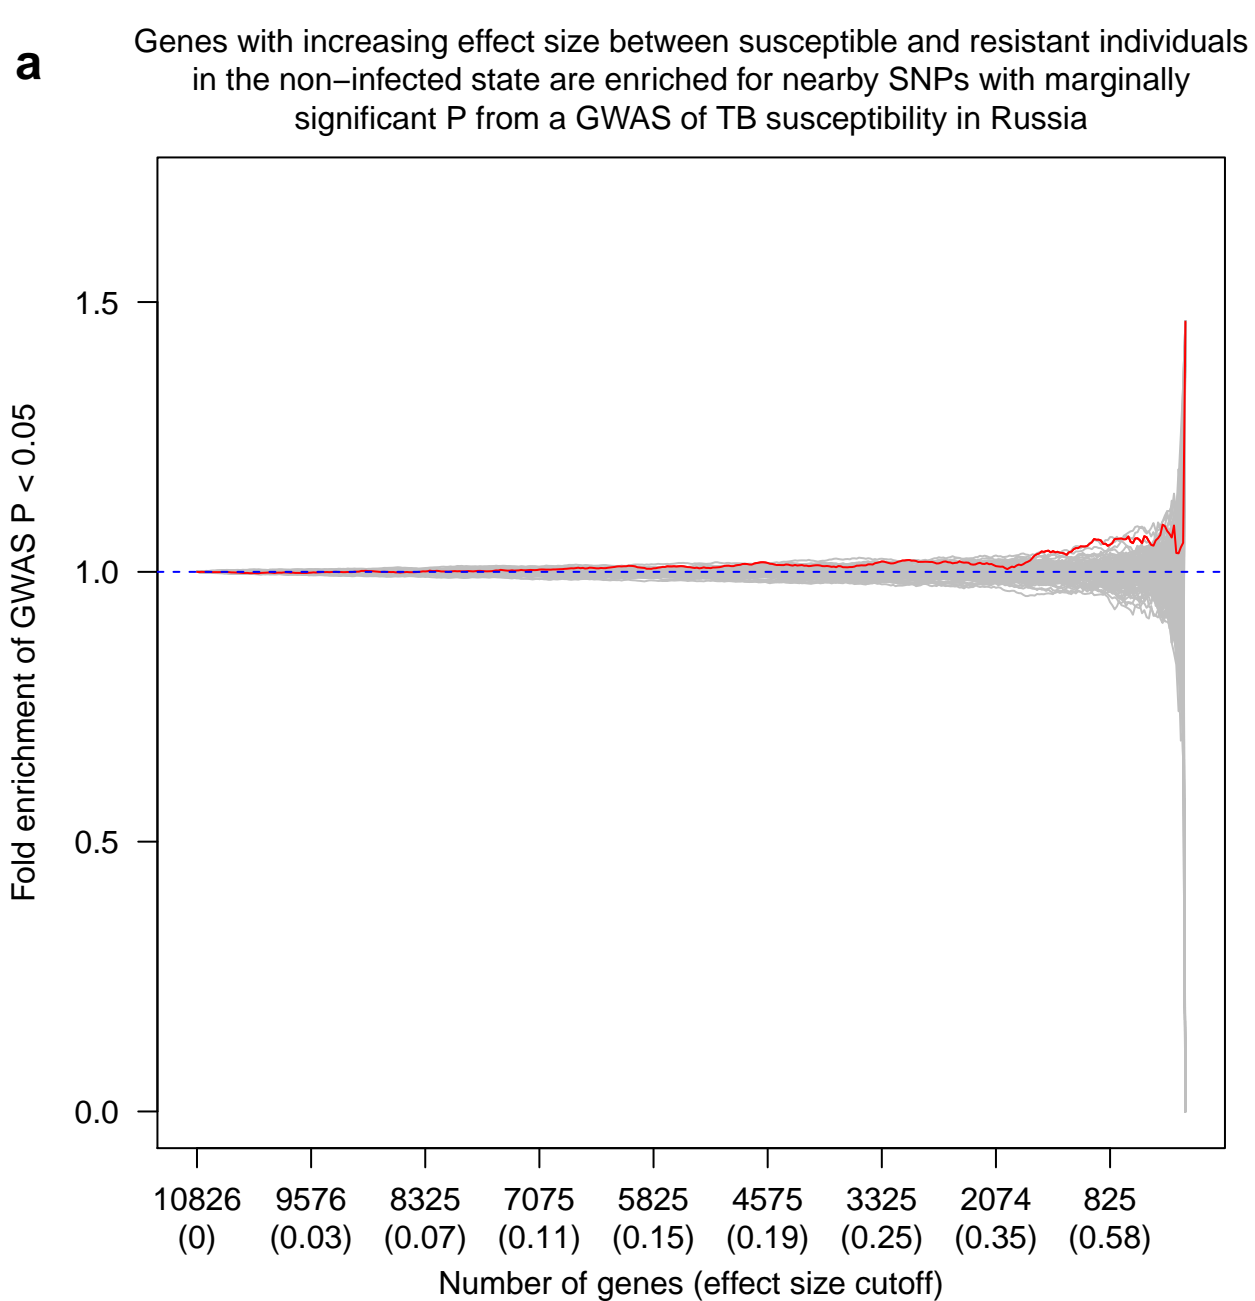 a
Genes with increasing effect size between susceptible and resistant individuals
in the non−infected state are enriched for nearby SNPs with marginally
significant P from a GWAS of TB susceptibility in Russia
Fold enrichment of GWAS P < 0.05
1.5
1.0
0.5
0.0
10826 9576 8325 7075 5825 4575 3325 2074 825
(0) (0.03) (0.07) (0.11) (0.15) (0.19) (0.25) (0.35) (0.58)
Number of genes (effect size cutoff)